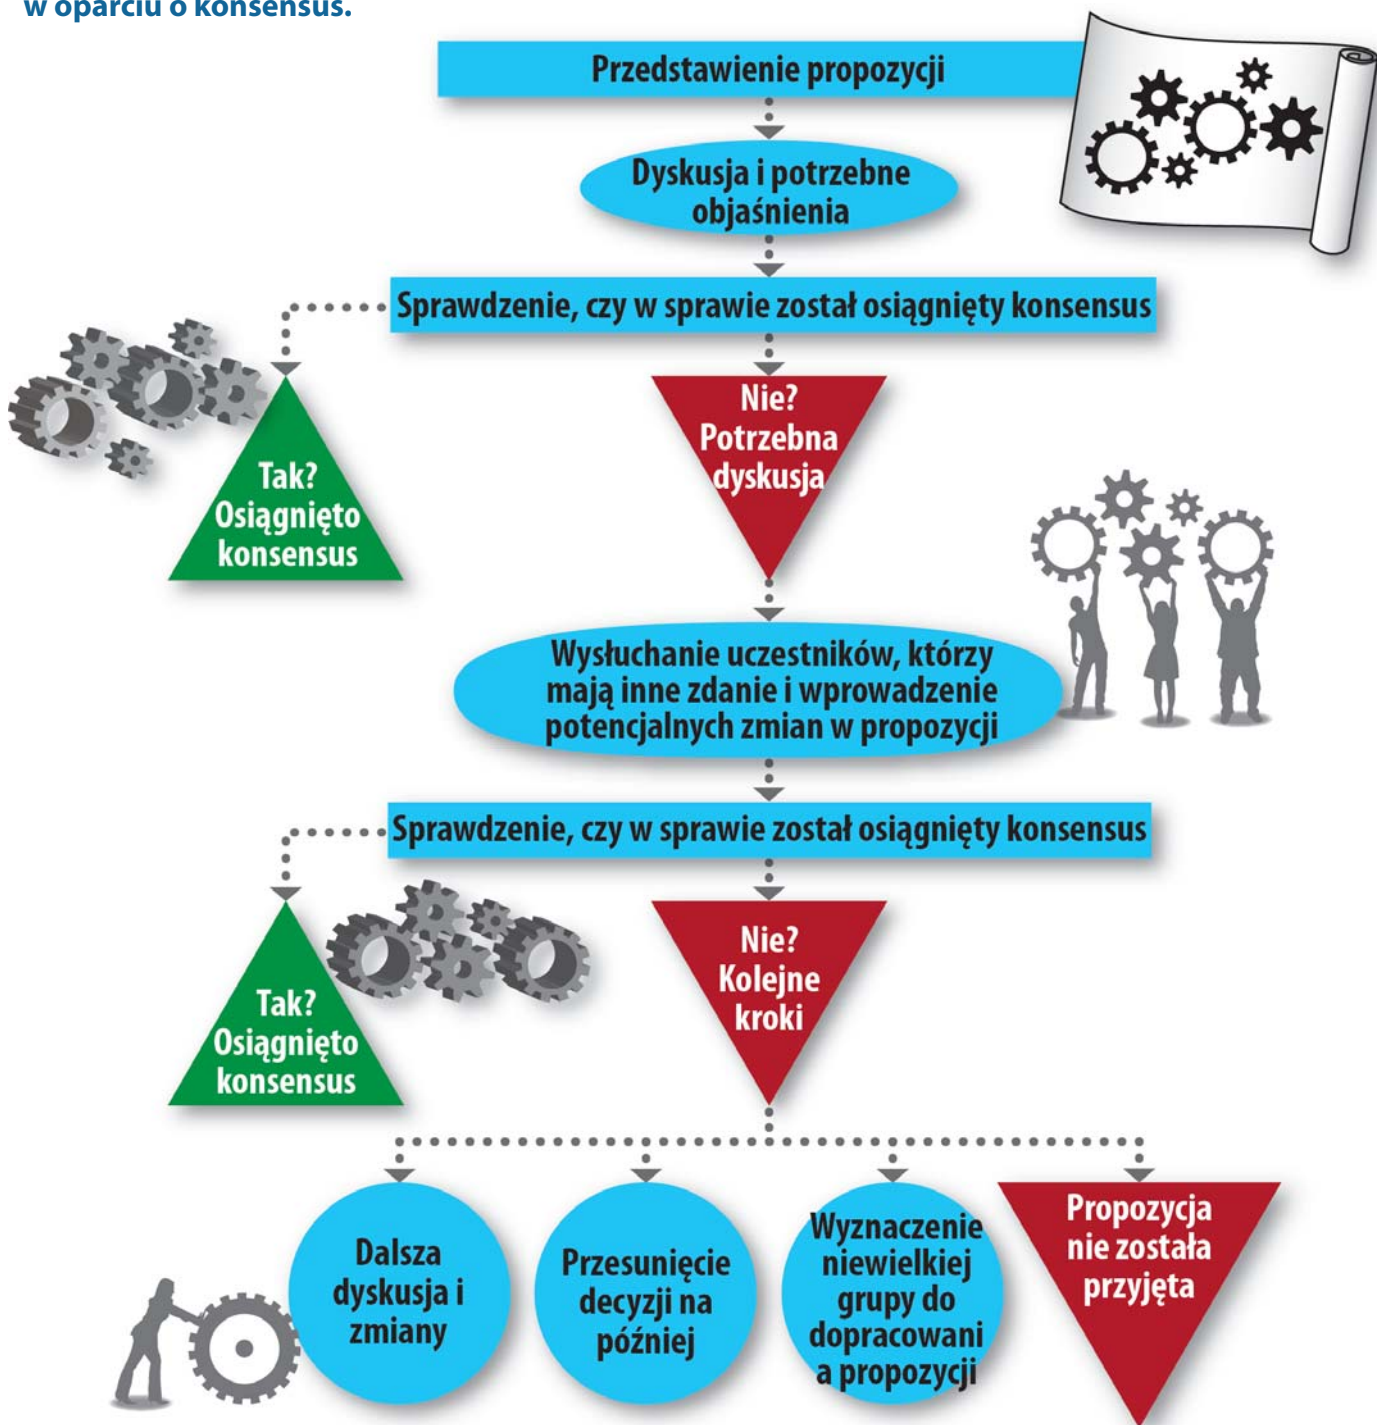 w oparciu o konsensus.
Przedstawienie propozycji
Dyskusja i potrzebne
objaśnienia
Sprawdzenie, czy w sprawie został osiągnięty konsensus
Nie?
Potrzebna
dyskusja
Tak?
Osiągnięto
konsensus
Wysłuchanie uczestników, którzy
mają inne zdanie i wprowadzenie
potencjalnych zmian w propozycji
Sprawdzenie, czy w sprawie został osiągnięty konsensus
Nie?
Kolejne
kroki
Tak?
Osiągnięto
konsensus
Dalsza
dyskusja i
zmiany
Przesunięcie
decyzji na
później
Wyznaczenie
niewielkiej
grupy do
dopracowani
a propozycji
Propozycja
nie została
przyjęta